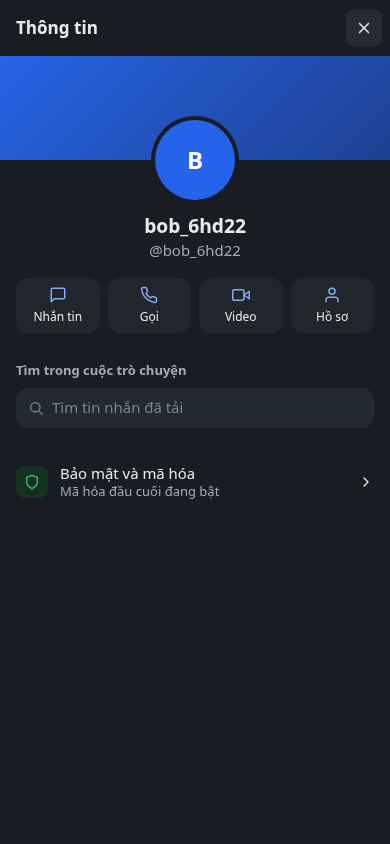 Thông tin
B
bob_6hd22
@bob_6hd22
Nhắn tin
Gọi
Video
Hồ sơ
Tìm trong cuộc trò chuyện
Tìm tin nhắn đã tải
Bảo mật và mã hóa
Mã hóa đầu cuối đang bật